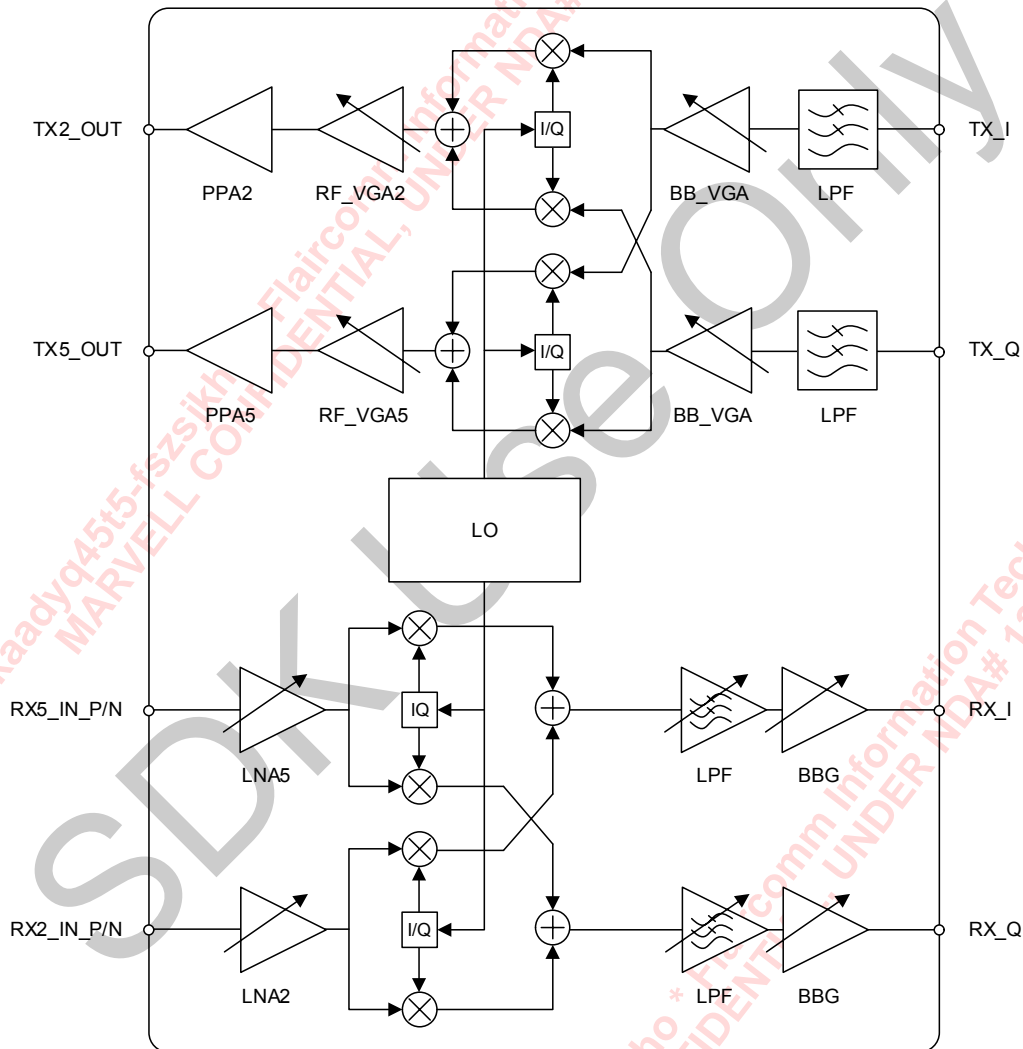 TX2_OUT
PPA2
RF_VGA2
I/Q
BB_VGA
LPF
TX_I
TX5_OUT
PPA5
RF_VGA5
I/Q
BB_VGA
LPF
TX_Q
LO
RX5_IN_P/N
LNA5
IQ
LPF
BBG
RX_I
RX2_IN_P/N
LNA2
I/Q
LPF
BBG
RX_Q
SDK Use Only
MARVELL CONFIDENTIAL, UNDER NDA#